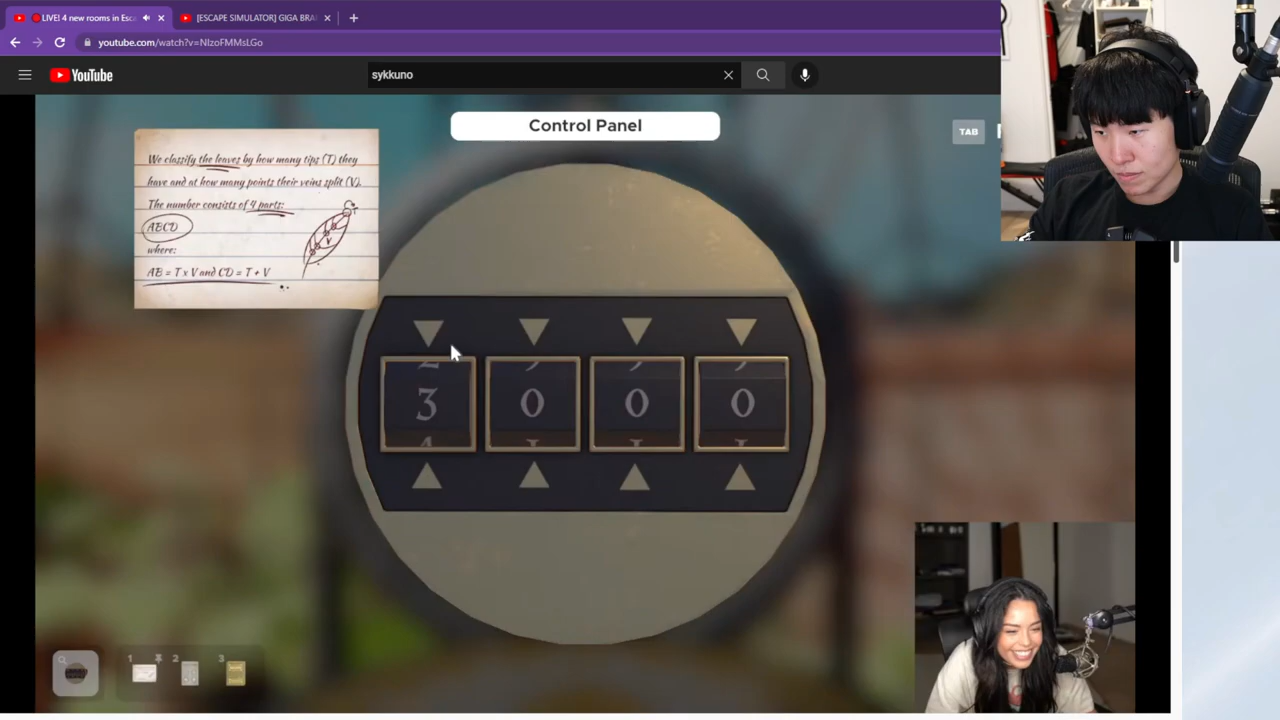 LIVE! 4 new rooms in Esca
[ESCAPE SIMULATOR] GIGA BRAI
youtube.com/watch?v=NIzoFMMsLGo
YouTube
sykkuno
Control Panel
TAB
We classify the leaves by how many tips (T) they
have and at how many points their veins split (V).
The number consists of 4 parts:
ABCD
where:
AB = T x V and CD = T + V
3 0 0 0
1 2 3